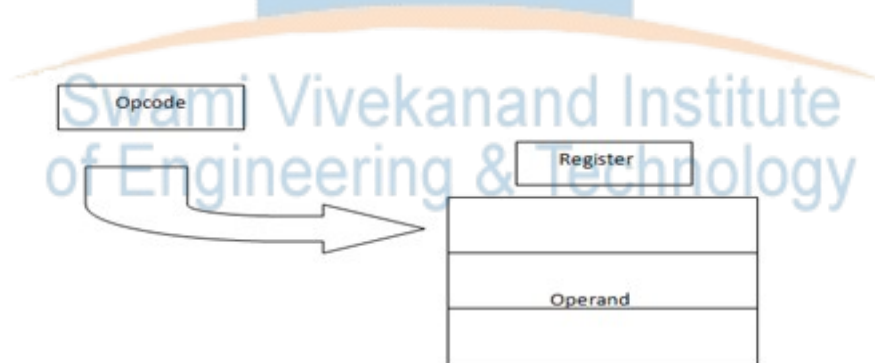 Swami Vivekanand Institute
of Engineering & Technology
Opcode
Register
Operand